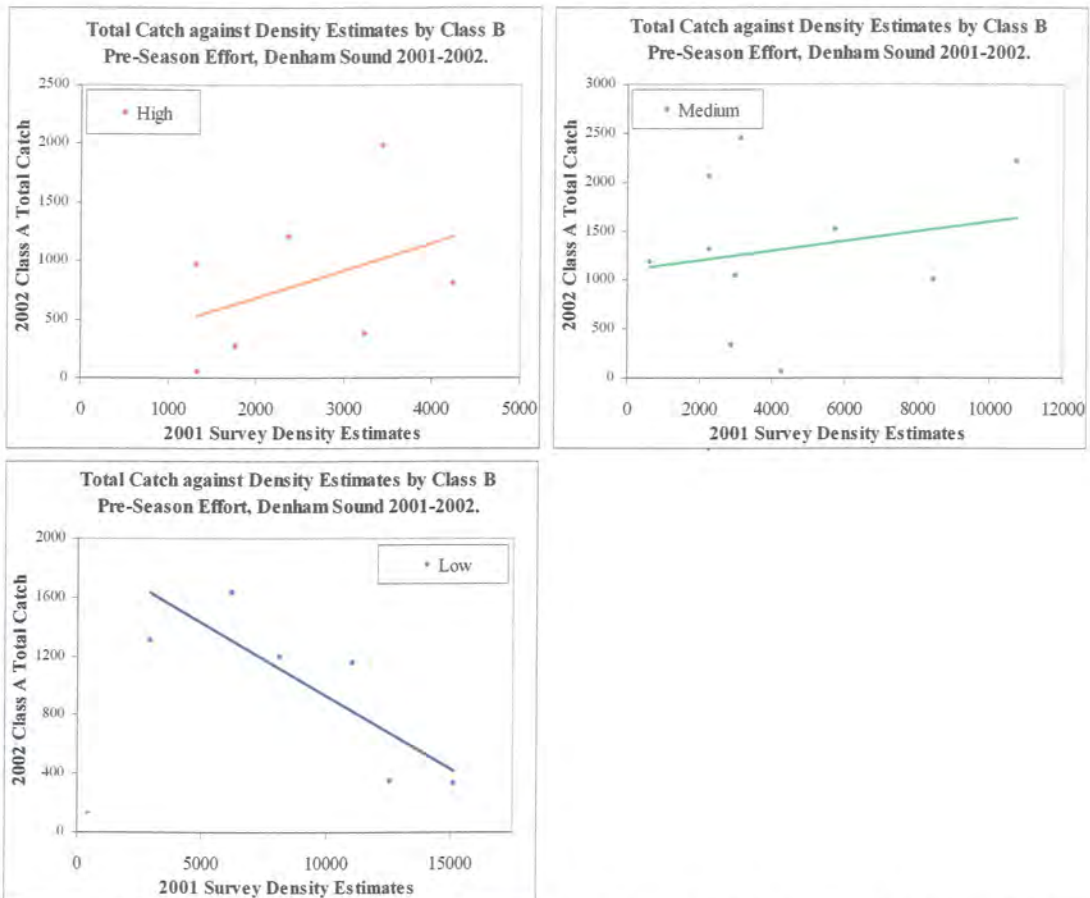 Total Catch against Density Estimates by Class B
Pre-Season Effort, Denham Sound 2001-2002.
2500
2000
1500
1000
500
0
High
2002 Class A Total Catch
0 1000 2000 3000 4000 5000
2001 Survey Density Estimates
Total Catch against Density Estimates by Class B
Pre-Season Effort, Denham Sound 2001-2002.
3000
2500
2000
1500
1000
500
0
Medium
2002 Class A Total Catch
0 2000 4000 6000 8000 10000 12000
2001 Survey Density Estimates
Total Catch against Density Estimates by Class B
Pre-Season Effort, Denham Sound 2001-2002.
2000
1600
1200
800
400
0
Low
2002 Class A Total Catch
0 5000 10000 15000
2001 Survey Density Estimates